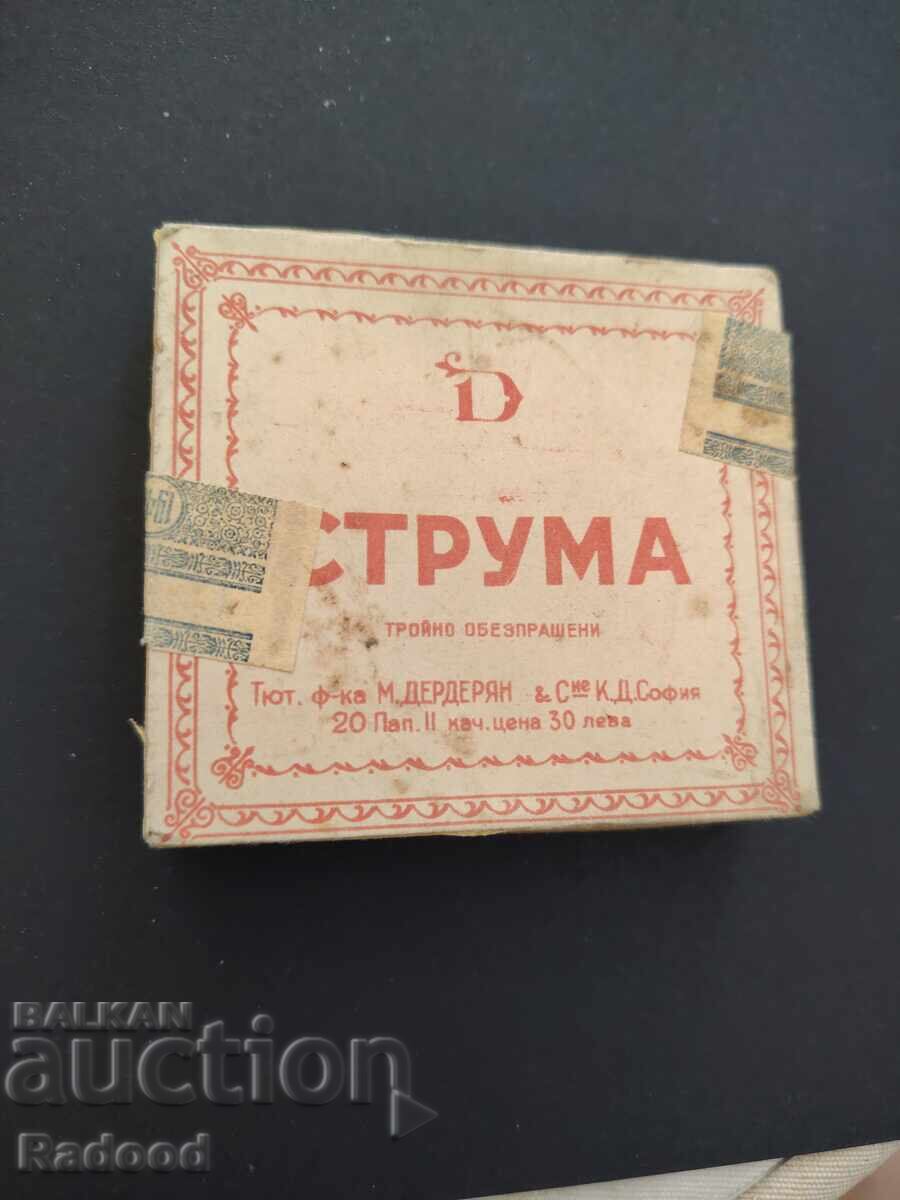 D
СТРУМА
ТРОЙНО ОБЕЗПРАШЕНИ
Тют. ф-ка М. ДЕРДЕРЯН & Сие К.Д. София
20 Пап. II кач. цена 30 лева
BALKAN
auction
Radood